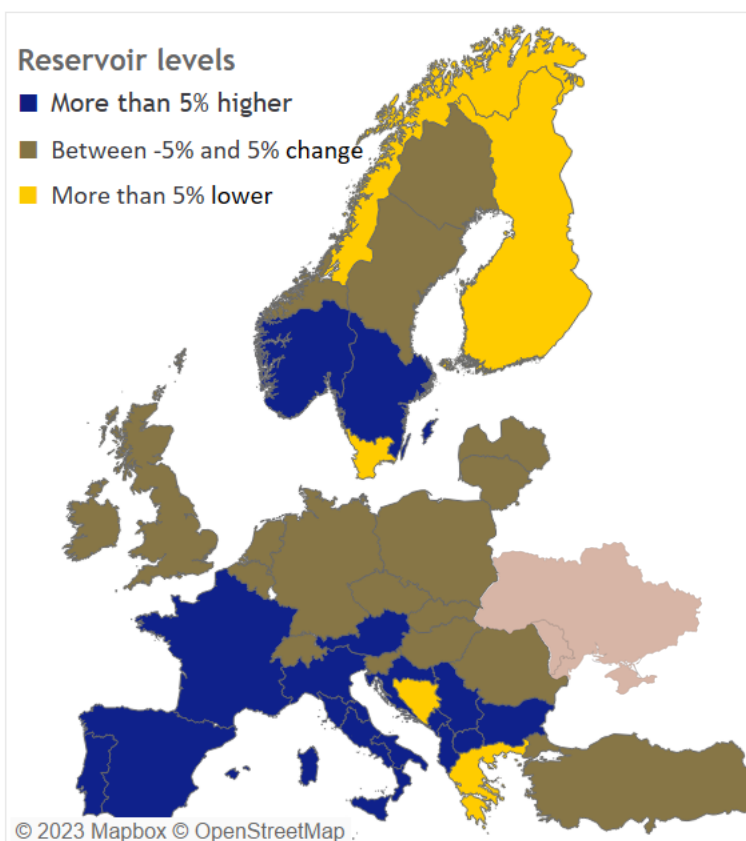 Reservoir levels
More than 5% higher
Between -5% and 5% change
More than 5% lower
© 2023 Mapbox © OpenStreetMap